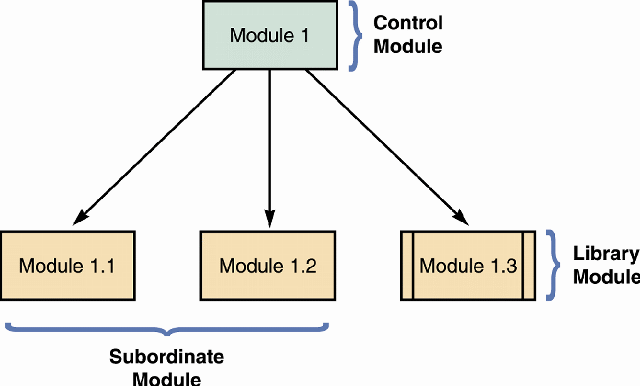 Module 1
Control
Module
Module 1.1
Module 1.2
Module 1.3
Library
Module
Subordinate
Module